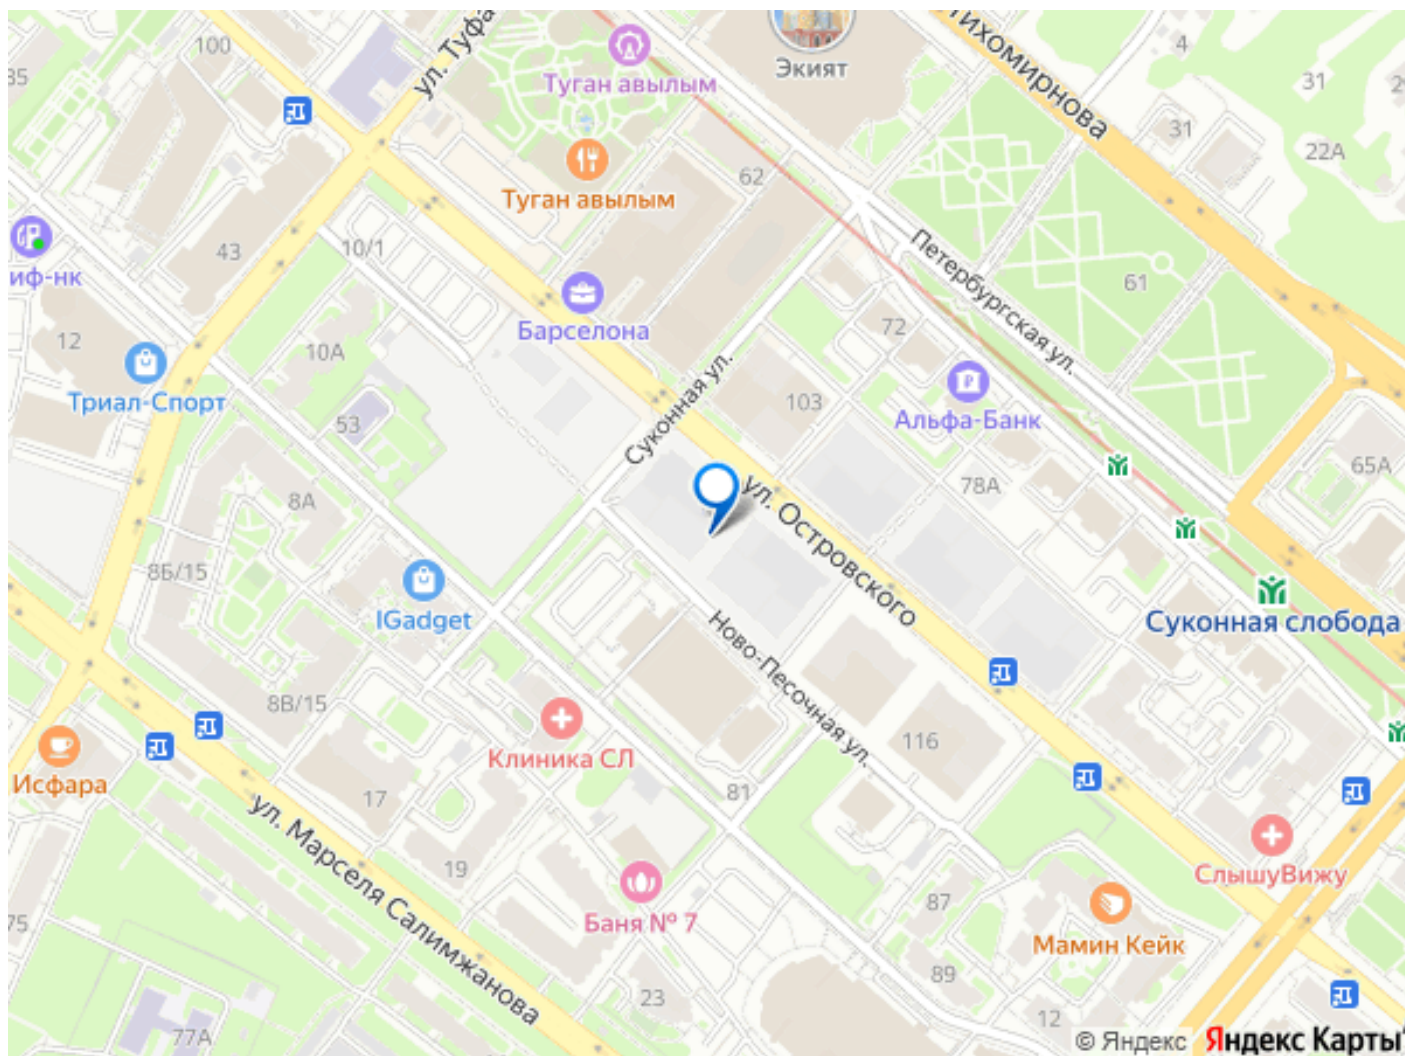 100
ул. Туфа
Туган авылым
Экият
Тихомирнова
4
31
29
35
31
22А
62
Туган авылым
43
10/1
иф-нк
Петербургская ул.
61
Барселона
12
10А
72
Триал-Спорт
53
Суконная ул.
103
Альфа-Банк
65А
8А
78А
ул. Островского
8Б/15
IGadget
Суконная слобода
Ново-Песочная ул.
8В/15
Клиника СЛ
116
Исфара
17
81
ул. Марселя Салимжанова
19
СлышуВижу
Баня № 7
87
75
Мамин Кейк
89
23
12
77А
© Яндекс Яндекс Карты